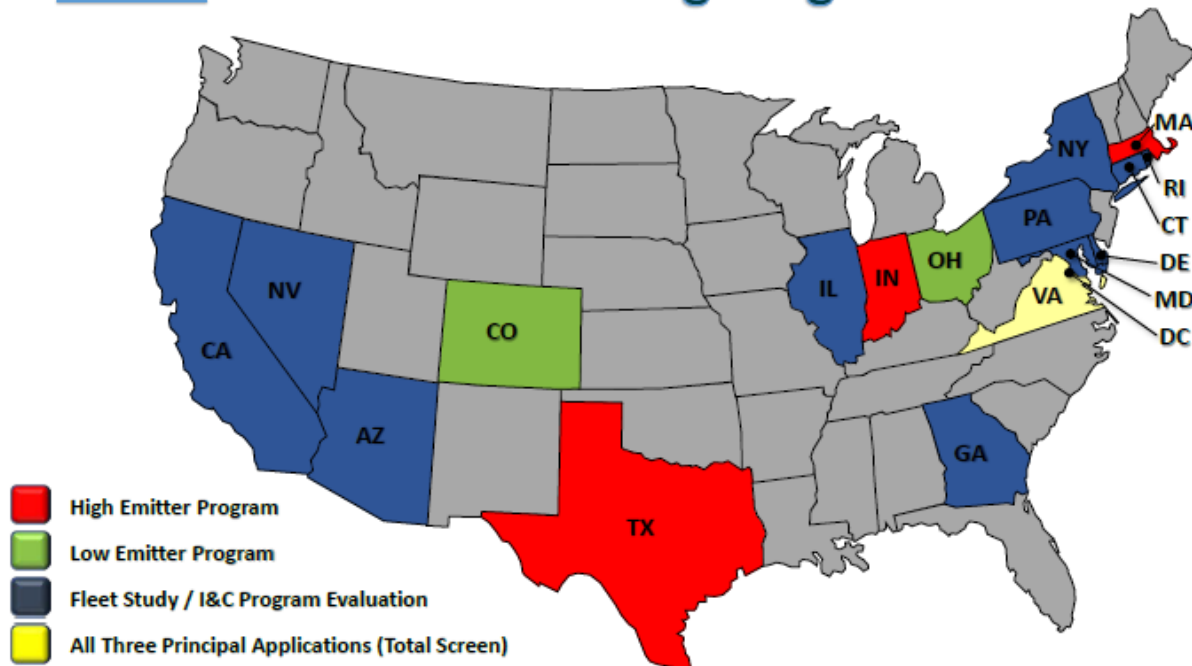 MA
NY
RI
PA
CT
OH
DE
IN
IL
NV
VA
MD
CO
DC
CA
AZ
GA
TX
High Emitter Program
Low Emitter Program
Fleet Study / I&C Program Evaluation
All Three Principal Applications (Total Screen)